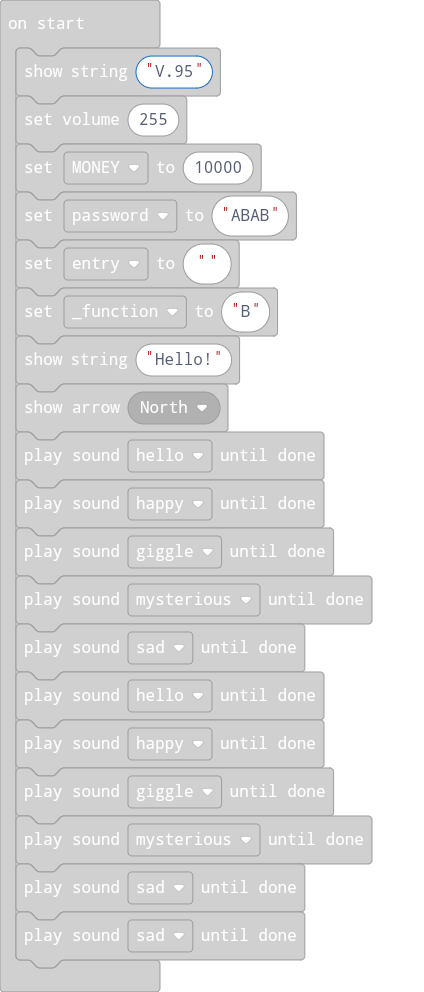 on start
show string "V.95"
set volume 255
set MONEY to 10000
set password to "ABAB"
set entry to " "
set _function to "B"
show string "Hello!"
show arrow North
play sound hello until done
play sound happy until done
play sound giggle until done
play sound mysterious until done
play sound sad until done
play sound hello until done
play sound happy until done
play sound giggle until done
play sound mysterious until done
play sound sad until done
play sound sad until done